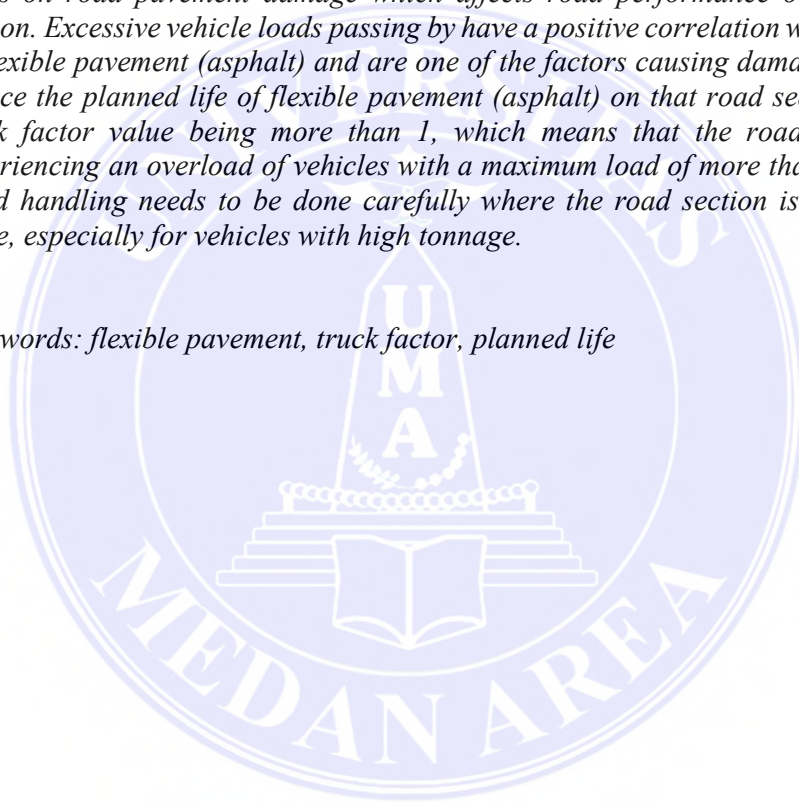 on road pavement damage which affects road performance
on. Excessive vehicle loads passing by have a positive correlation
exible pavement (asphalt) and are one of the factors causing
ce the planned life of flexible pavement (asphalt) on that road
k factor value being more than 1, which means that the road
riencing an overload of vehicles with a maximum load of more
d handling needs to be done carefully where the road section is
e, especially for vehicles with high tonnage.
words: flexible pavement, truck factor, planned life
UNIVERSITAS
UMA
MEDAN AREA